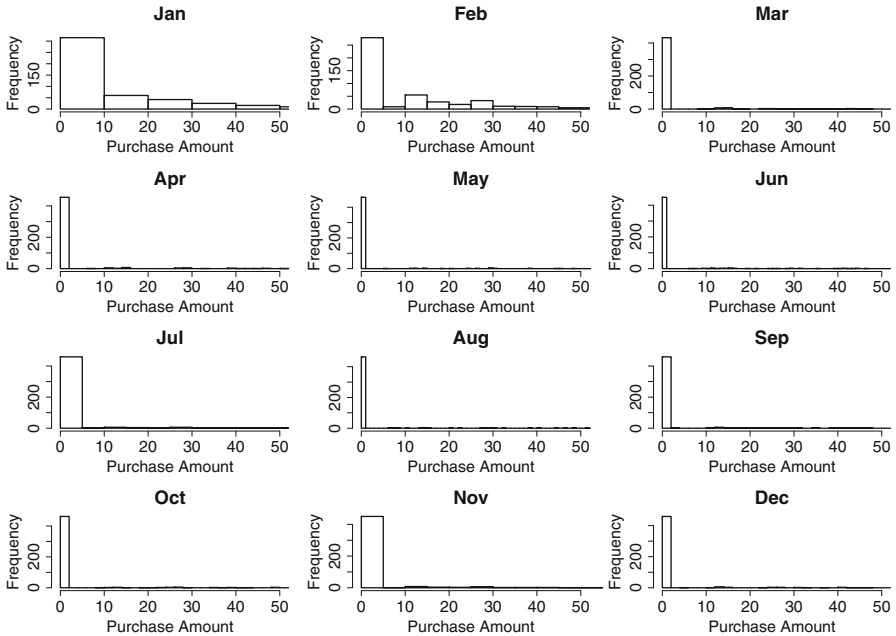 Jan Feb Mar
Frequency 0 150 Frequency 0 150 Frequency 0 200
0 10 20 30 40 50 0 10 20 30 40 50 0 10 20 30 40 50
Purchase Amount Purchase Amount Purchase Amount
Apr May Jun
Frequency 0 200 Frequency 0 200 Frequency 0 200
0 10 20 30 40 50 0 10 20 30 40 50 0 10 20 30 40 50
Purchase Amount Purchase Amount Purchase Amount
Jul Aug Sep
Frequency 0 200 Frequency 0 200 Frequency 0 200
0 10 20 30 40 50 0 10 20 30 40 50 0 10 20 30 40 50
Purchase Amount Purchase Amount Purchase Amount
Oct Nov Dec
Frequency 0 200 Frequency 0 200 Frequency 0 200
0 10 20 30 40 50 0 10 20 30 40 50 0 10 20 30 40 50
Purchase Amount Purchase Amount Purchase Amount